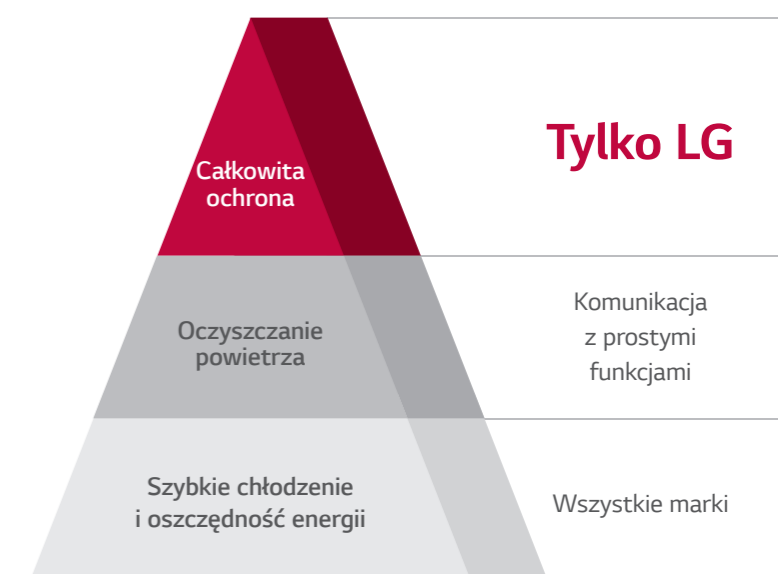 Całkowita
ochrona
Tylko LG
Oczyszczanie
powietrza
Komunikacja
z prostymi
funkcjami
Szybkie chłodzenie
i oszczędność energii
Wszystkie marki